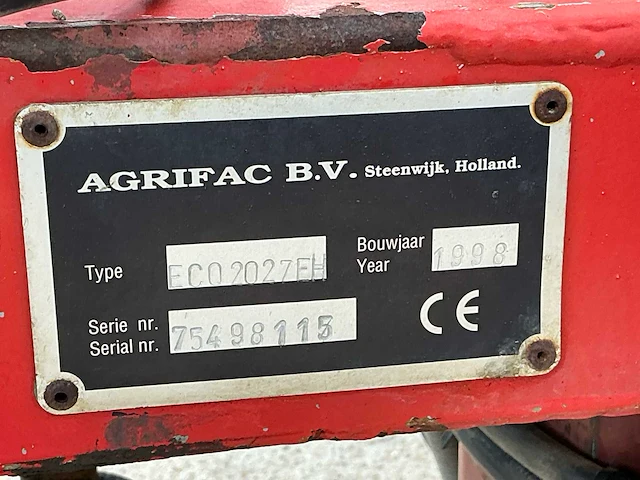 AGRIFAC B.V. Steenwijk, Holland.
Type ECO2027EH
Bouwjaar
Year 1998
Serie nr.
Serial nr. 75498113
CE